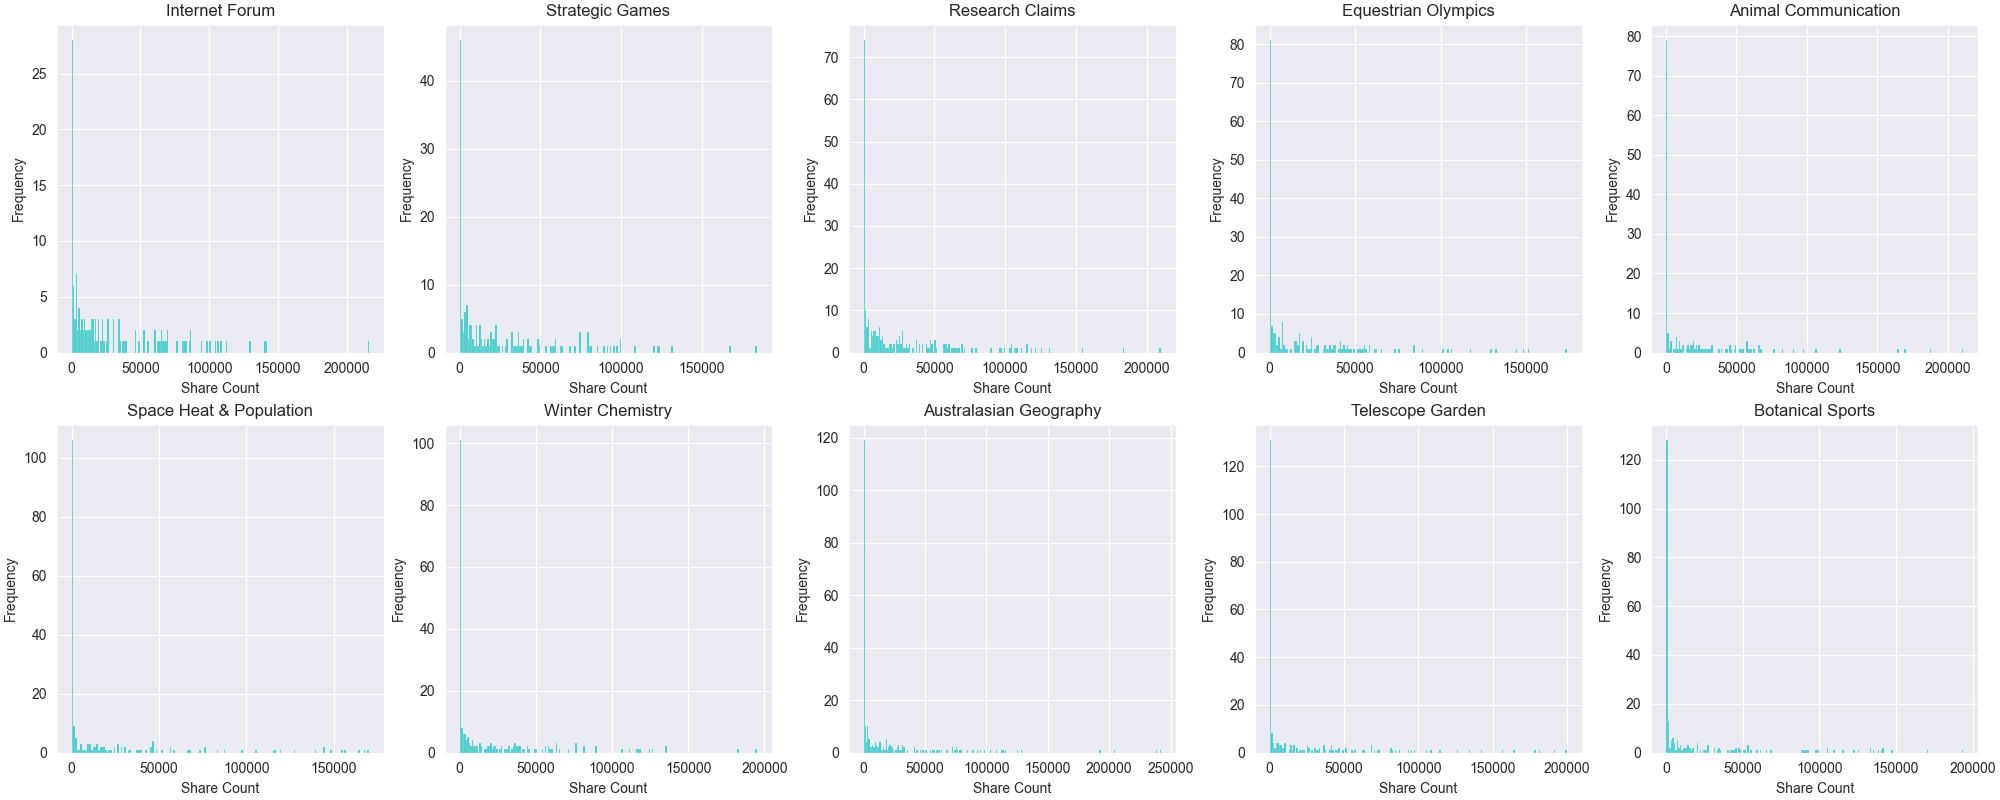 Internet Forum
Strategic Games
Research Claims
Equestrian Olympics
Animal Communication
Frequency
25
20
15
10
5
0
0 50000 100000 150000 200000
Share Count
Frequency
40
30
20
10
0
0 50000 100000 150000
Share Count
Frequency
70
60
50
40
30
20
10
0
0 50000 100000 150000 200000
Share Count
Frequency
80
70
60
50
40
30
20
10
0
0 50000 100000 150000
Share Count
Frequency
80
70
60
50
40
30
20
10
0
0 50000 100000 150000 200000
Share Count
Space Heat & Population
Winter Chemistry
Australasian Geography
Telescope Garden
Botanical Sports
Frequency
100
80
60
40
20
0
0 50000 100000 150000
Share Count
Frequency
100
80
60
40
20
0
0 50000 100000 150000 200000
Share Count
Frequency
120
100
80
60
40
20
0
0 50000 100000 150000 200000 250000
Share Count
Frequency
120
100
80
60
40
20
0
0 50000 100000 150000 200000
Share Count
Frequency
120
100
80
60
40
20
0
0 50000 100000 150000 200000
Share Count